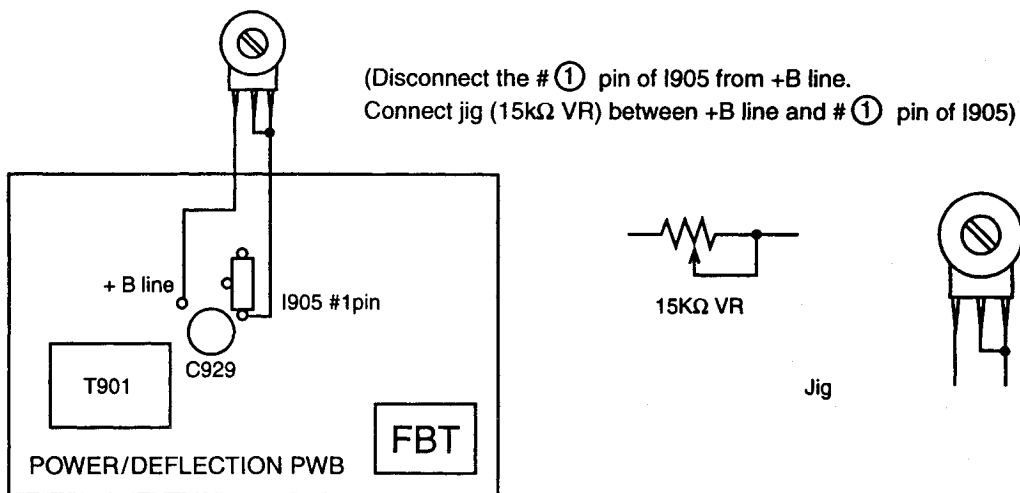 (Disconnect the # ① pin of I905 from +B line.
Connect jig (15kΩ VR) between +B line and # ① pin of I905)
+ B line
I905 #1pin
C929
T901
FBT
POWER/DEFLECTION PWB
15KΩ VR
Jig